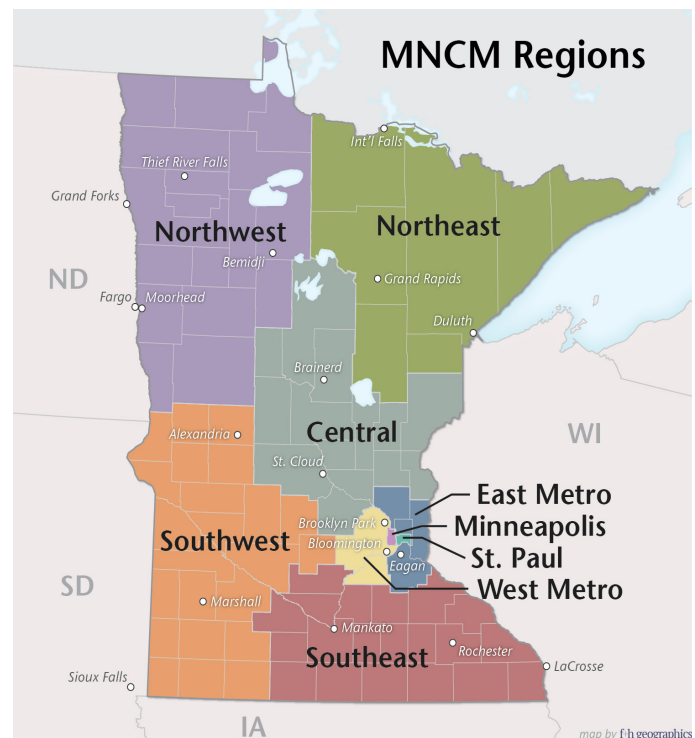 MNCM Regions
Int'l Falls
Thief River Falls
Grand Forks
Northwest
Northeast
Bemidji
ND
Grand Rapids
Fargo
Moorhead
Duluth
Brainerd
Alexandria
Central
WI
St. Cloud
East Metro
Brooklyn Park
Minneapolis
Southwest
Bloomington
St. Paul
Eagan
SD
West Metro
Marshall
Mankato
Rochester
Southeast
LaCrosse
Sioux Falls
IA
map by f+h geographics